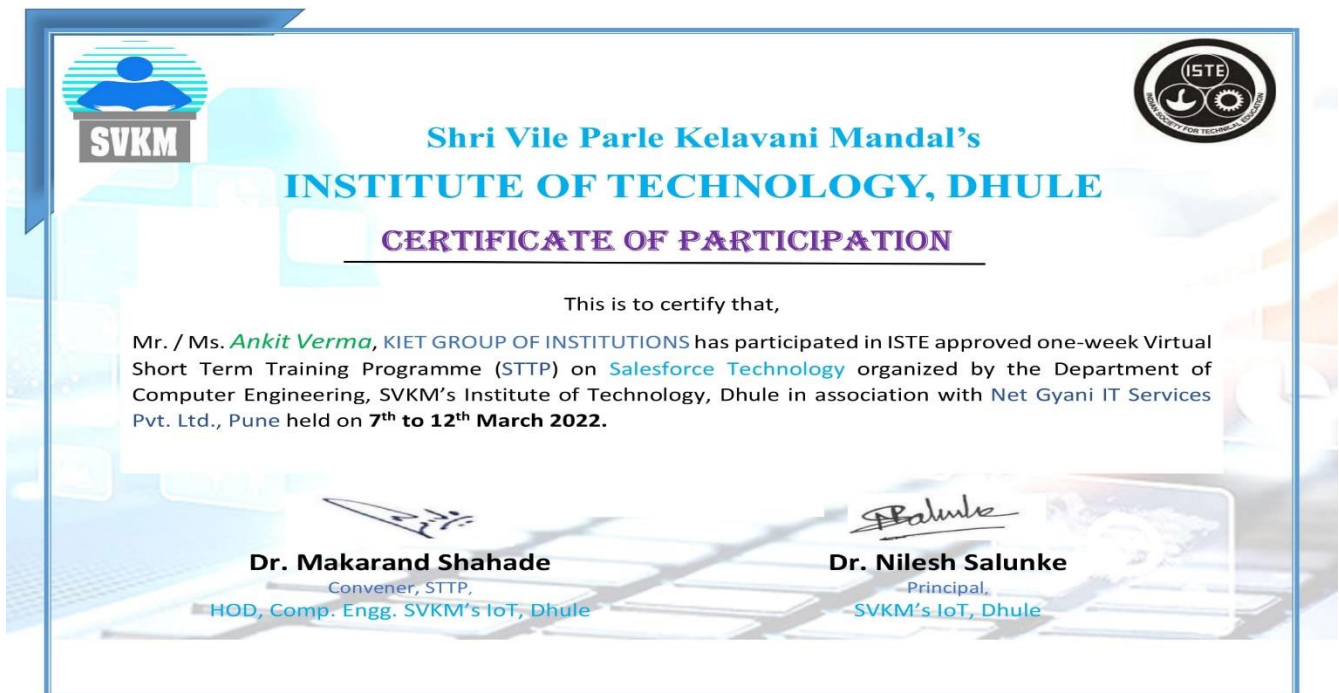 SVKM
ISTE
INDIAN SOCIETY FOR TECHNICAL EDUCATION
Shri Vile Parle Kelavani Mandal's
INSTITUTE OF TECHNOLOGY, DHULE
CERTIFICATE OF PARTICIPATION
This is to certify that,
Mr. / Ms. Ankit Verma, KIET GROUP OF INSTITUTIONS has participated in ISTE approved one-week Virtual
Short Term Training Programme (STTP) on Salesforce Technology organized by the Department of
Computer Engineering, SVKM's Institute of Technology, Dhule in association with Net Gyani IT Services
Pvt. Ltd., Pune held on 7th to 12th March 2022.
Dr. Makarand Shahade
Dr. Nilesh Salunke
Convener, STTP,
Principal,
HOD, Comp. Engg. SVKM's IoT, Dhule
SVKM's IoT, Dhule